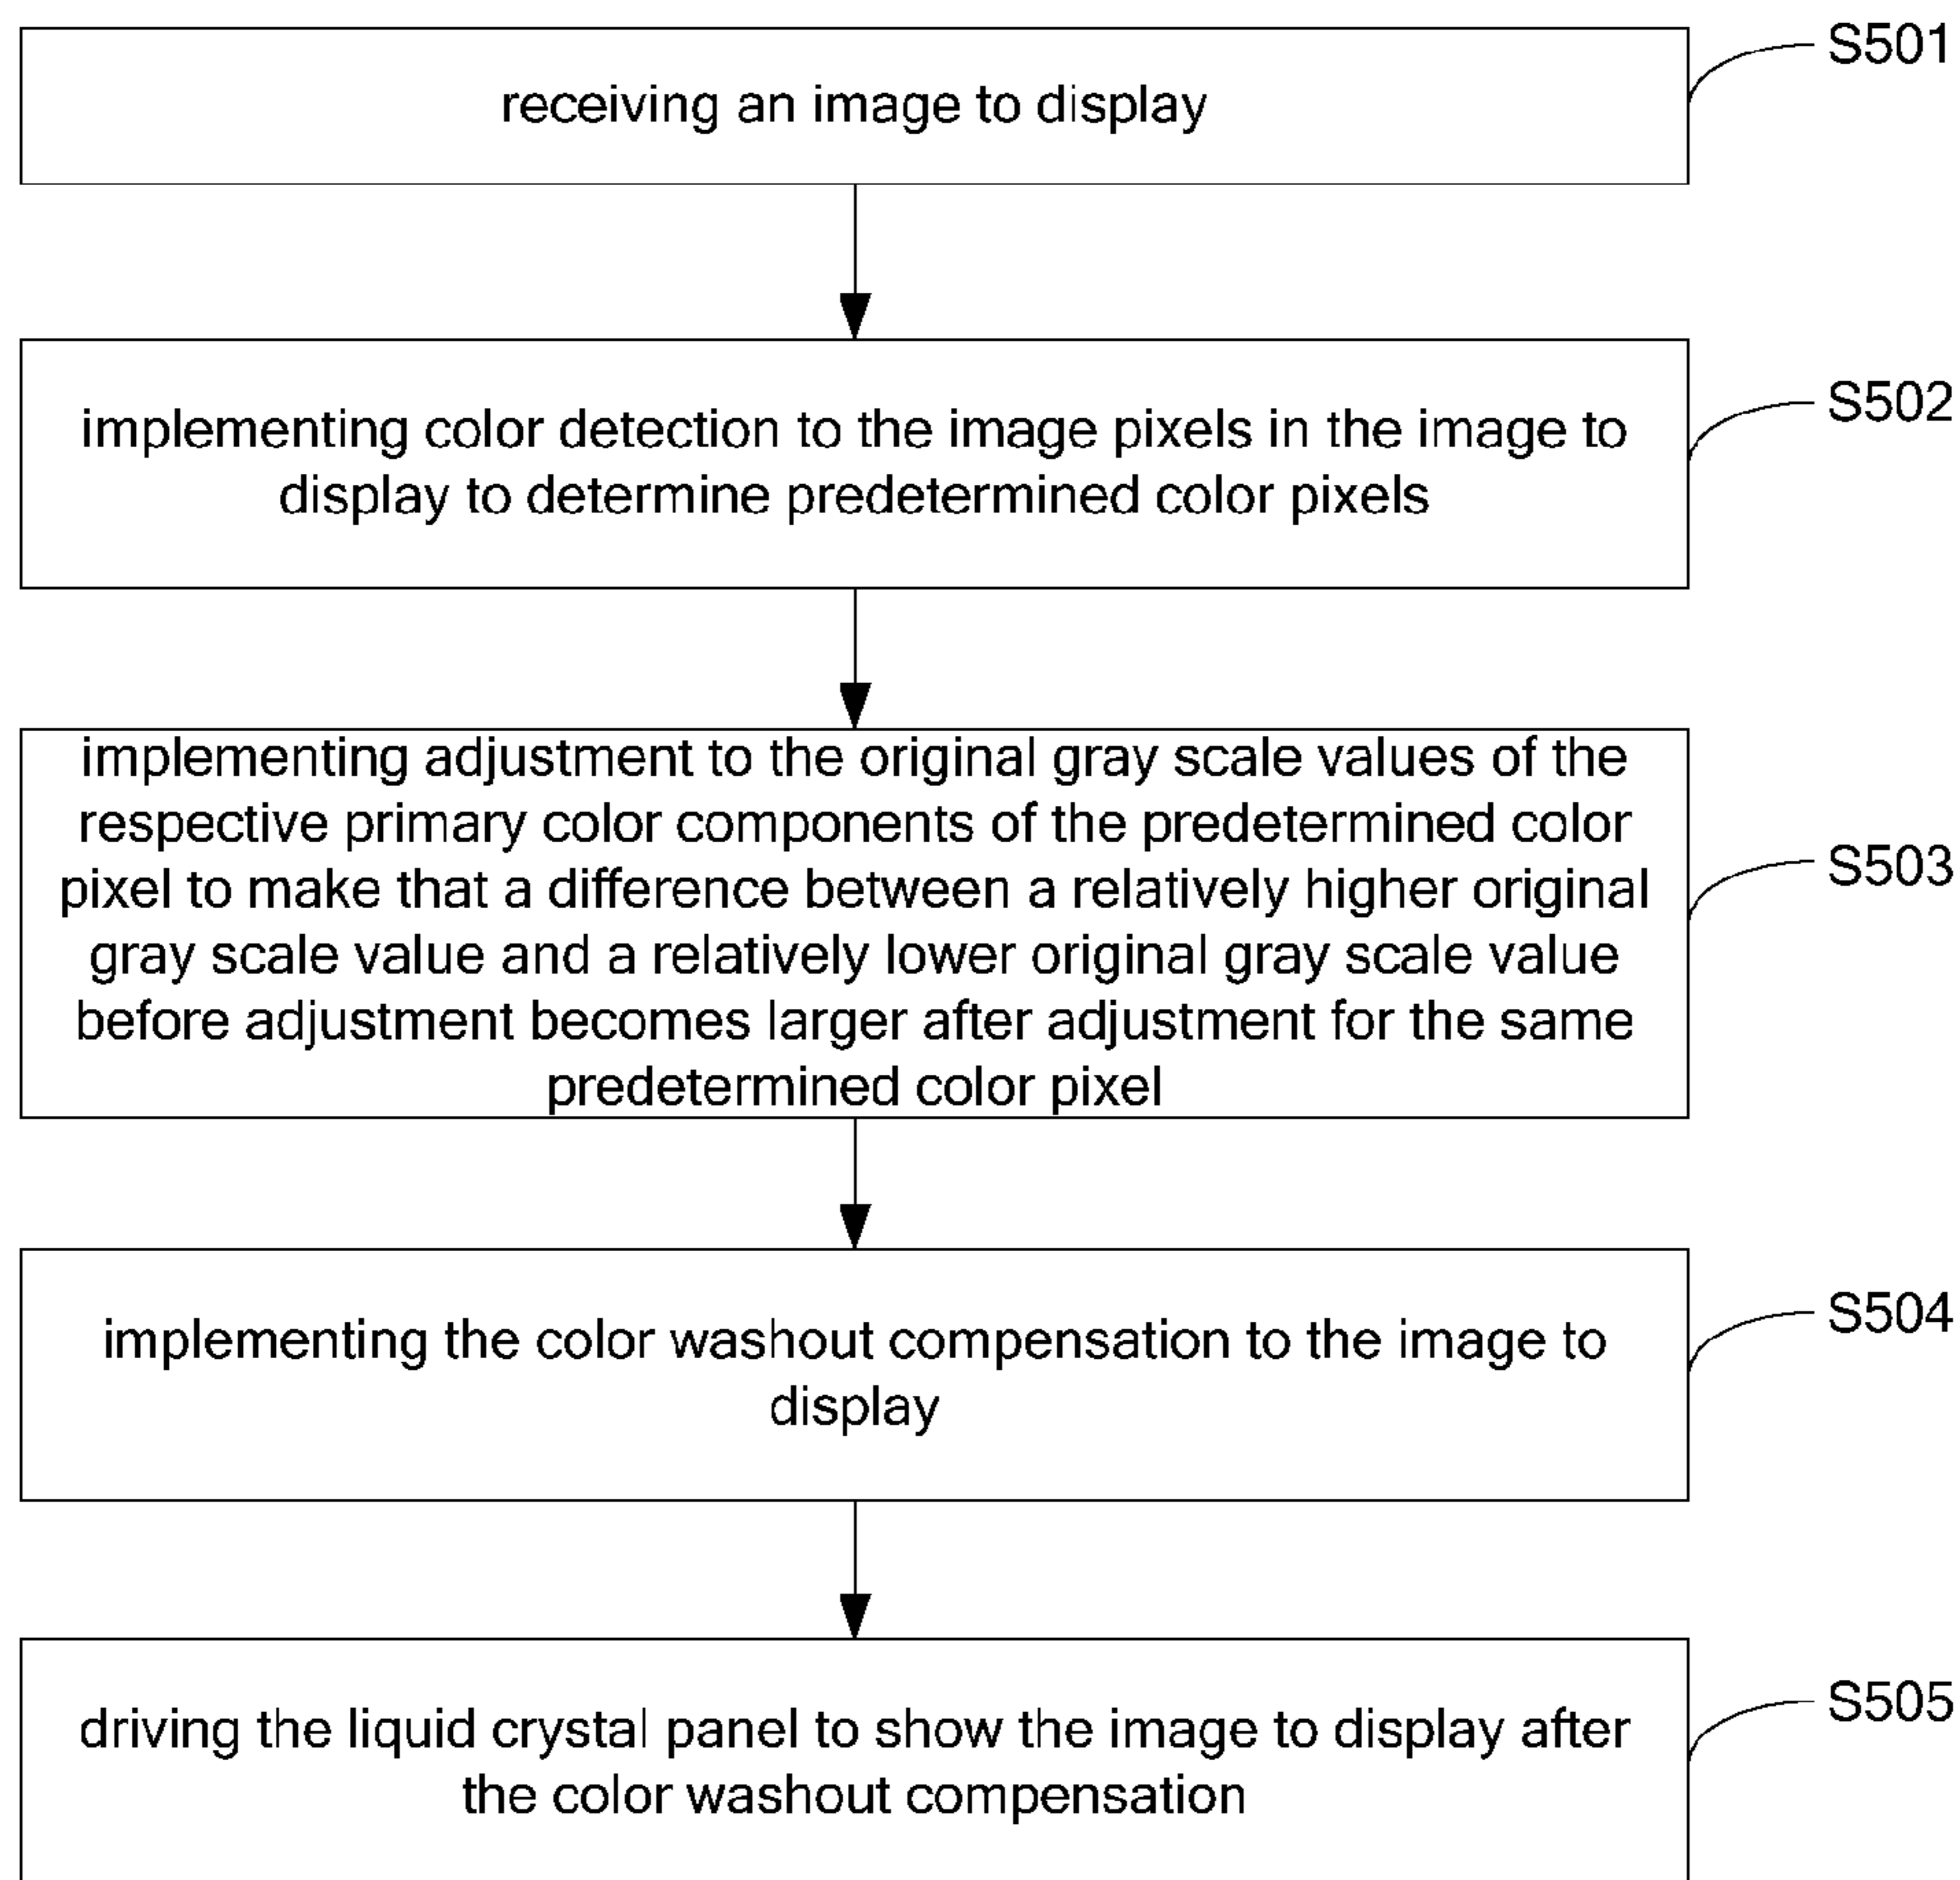 receiving an image to display
S501
implementing color detection to the image pixels in the image to
display to determine predetermined color pixels
S502
implementing adjustment to the original gray scale values of the
respective primary color components of the predetermined color
pixel to make that a difference between a relatively higher original
gray scale value and a relatively lower original gray scale value
before adjustment becomes larger after adjustment for the same
predetermined color pixel
S503
implementing the color washout compensation to the image to
display
S504
driving the liquid crystal panel to show the image to display after
the color washout compensation
S505